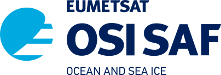 EUMETSAT
OSI SAF
OCEAN AND SEA ICE